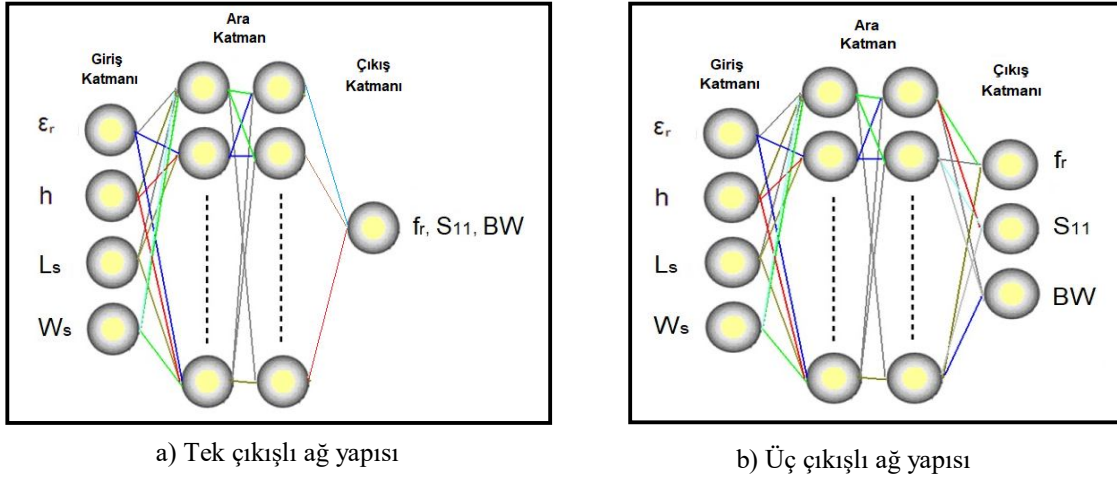 Ara
Katman
Giriş
Katmanı
Çıkış
Katmanı
εr
h
Ls
Ws
fr, S11, BW
a) Tek çıkışlı ağ yapısı
Ara
Katman
Giriş
Katmanı
Çıkış
Katmanı
εr
h
Ls
Ws
fr
S11
BW
b) Üç çıkışlı ağ yapısı